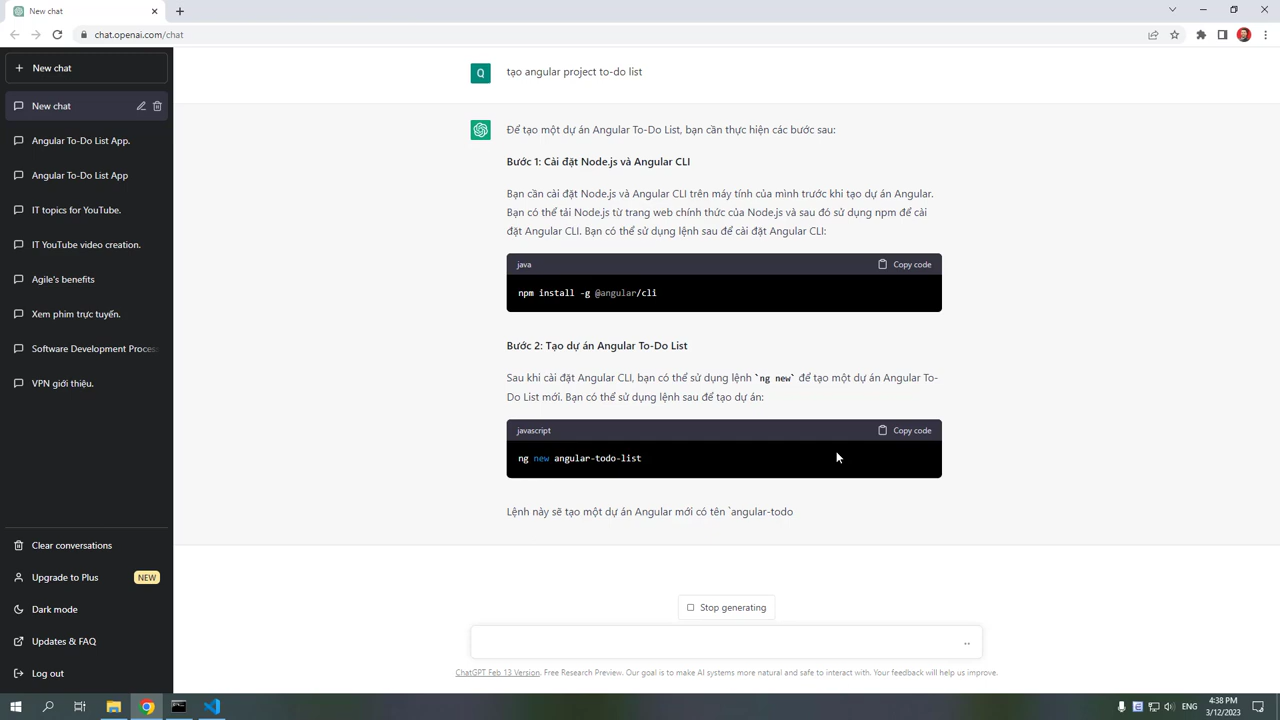 New chat
chat.openai.com/chat
New chat
New chat
Angular To-Do List App.
Angular To-Do List App
IT topics for YouTube.
IT YouTube video creation.
Agile's benefits
Xem phim trực tuyến.
Software Development Proces
VPN giới thiệu.
Clear conversations
Upgrade to Plus NEW
Dark mode
Updates & FAQ
Log out
Q
tạo angular project to-do list
Để tạo một dự án Angular To-Do List, bạn cần thực hiện các bước sau:
Bước 1: Cài đặt Node.js và Angular CLI
Bạn cần cài đặt Node.js và Angular CLI trên máy tính của mình trước khi tạo dự án Angular.
Bạn có thể tải Node.js từ trang web chính thức của Node.js và sau đó sử dụng npm để cài
đặt Angular CLI. Bạn có thể sử dụng lệnh sau để cài đặt Angular CLI:
java Copy code
npm install -g @angular/cli
Bước 2: Tạo dự án Angular To-Do List
Sau khi cài đặt Angular CLI, bạn có thể sử dụng lệnh `ng new` để tạo một dự án Angular To-
Do List mới. Bạn có thể sử dụng lệnh sau để tạo dự án:
javascript Copy code
ng new angular-todo-list
Lệnh này sẽ tạo một dự án Angular mới có tên `angular-todo
Stop generating
ChatGPT Feb 13 Version. Free Research Preview. Our goal is to make AI systems more natural and safe to interact with. Your feedback will help us improve.
ENG
4:38 PM
3/12/2023